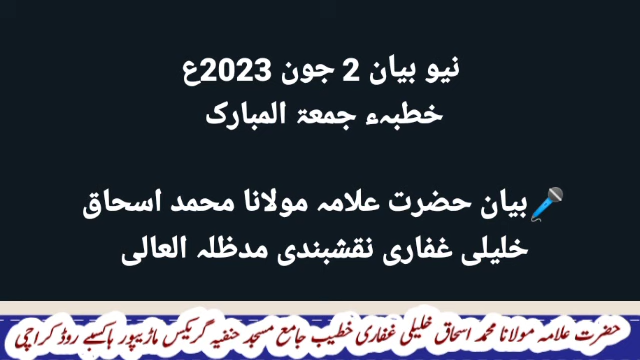 نیو بیان 2 جون 2023ع
خطبہء جمعۃ المبارک
🎤بیان حضرت علامہ مولانا محمد اسحاق
خلیلی غفاری نقشبندی مدظلہ العالی
حضرت علامہ مولانا محمد اسحاق خلیلی غفاری خطیب جامع مسجد حنفیہ گریکس ماڑیپور ہاکسبے روڈ کراچی